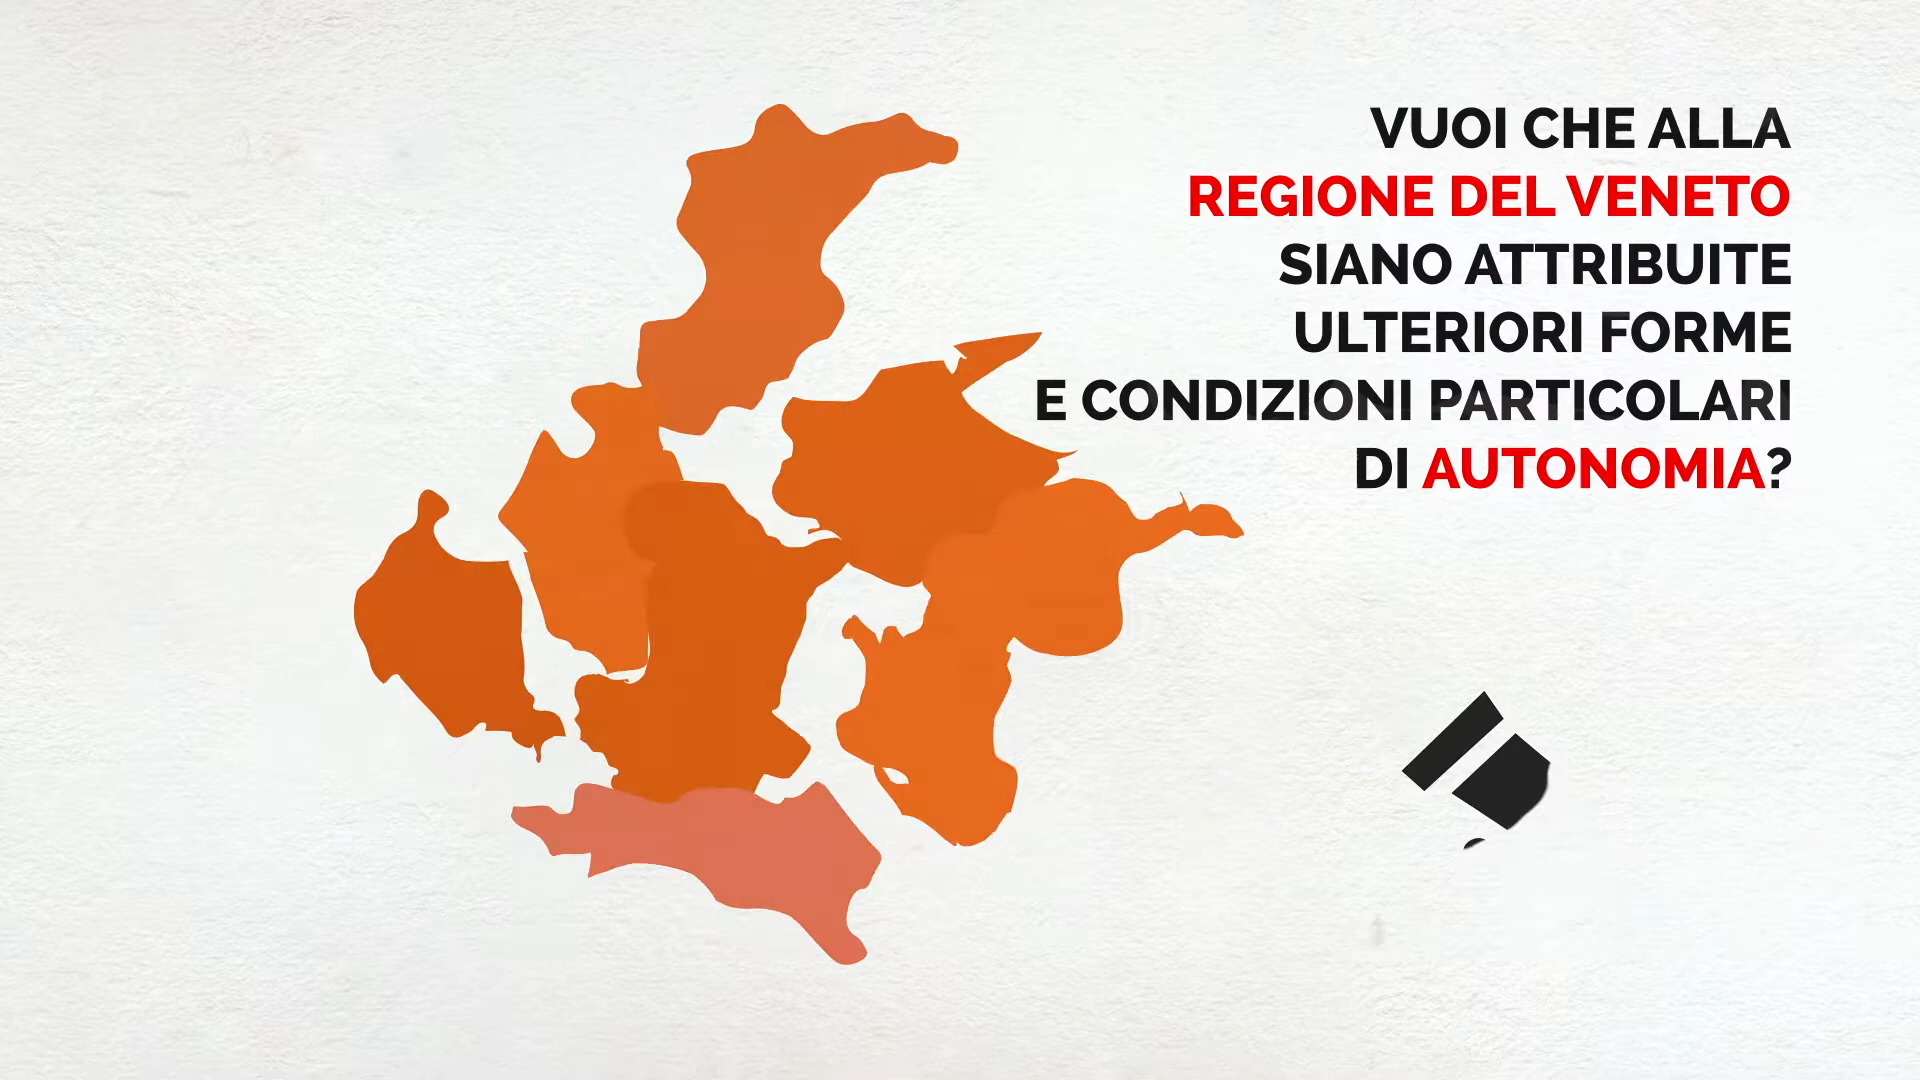 VUOI CHE ALLA
REGIONE DEL VENETO
SIANO ATTRIBUITE
ULTERIORI FORME
E CONDIZIONI PARTICOLARI
DI AUTONOMIA?